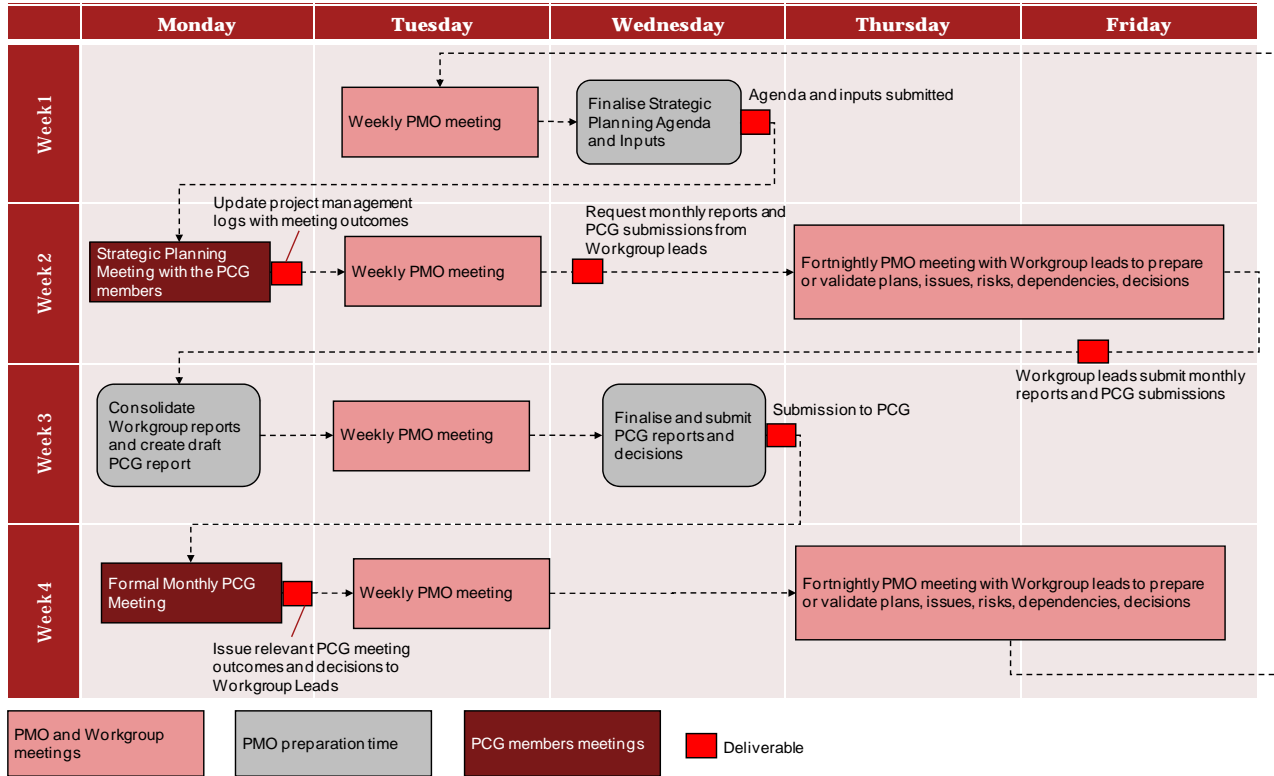 Monday
Tuesday
Wednesday
Thursday
Friday
Week 1
Weekly PMO meeting
Finalise Strategic
Planning Agenda
and Inputs
Agenda and inputs submitted
Week 2
Update project management
logs with meeting outcomes
Strategic Planning
Meeting with the PCG
members
Weekly PMO meeting
Request monthly reports and
PCG submissions from
Workgroup leads
Fortnightly PMO meeting with Workgroup leads to prepare
or validate plans, issues, risks, dependencies, decisions
Workgroup leads submit monthly
reports and PCG submissions
Week 3
Consolidate
Workgroup reports
and create draft
PCG report
Weekly PMO meeting
Finalise and submit
PCG reports and
decisions
Submission to PCG
Week 4
Formal Monthly PCG
Meeting
Issue relevant PCG meeting
outcomes and decisions to
Workgroup Leads
Weekly PMO meeting
Fortnightly PMO meeting with Workgroup leads to prepare
or validate plans, issues, risks, dependencies, decisions
PMO and Workgroup
meetings
PMO preparation time
PCG members meetings
Deliverable